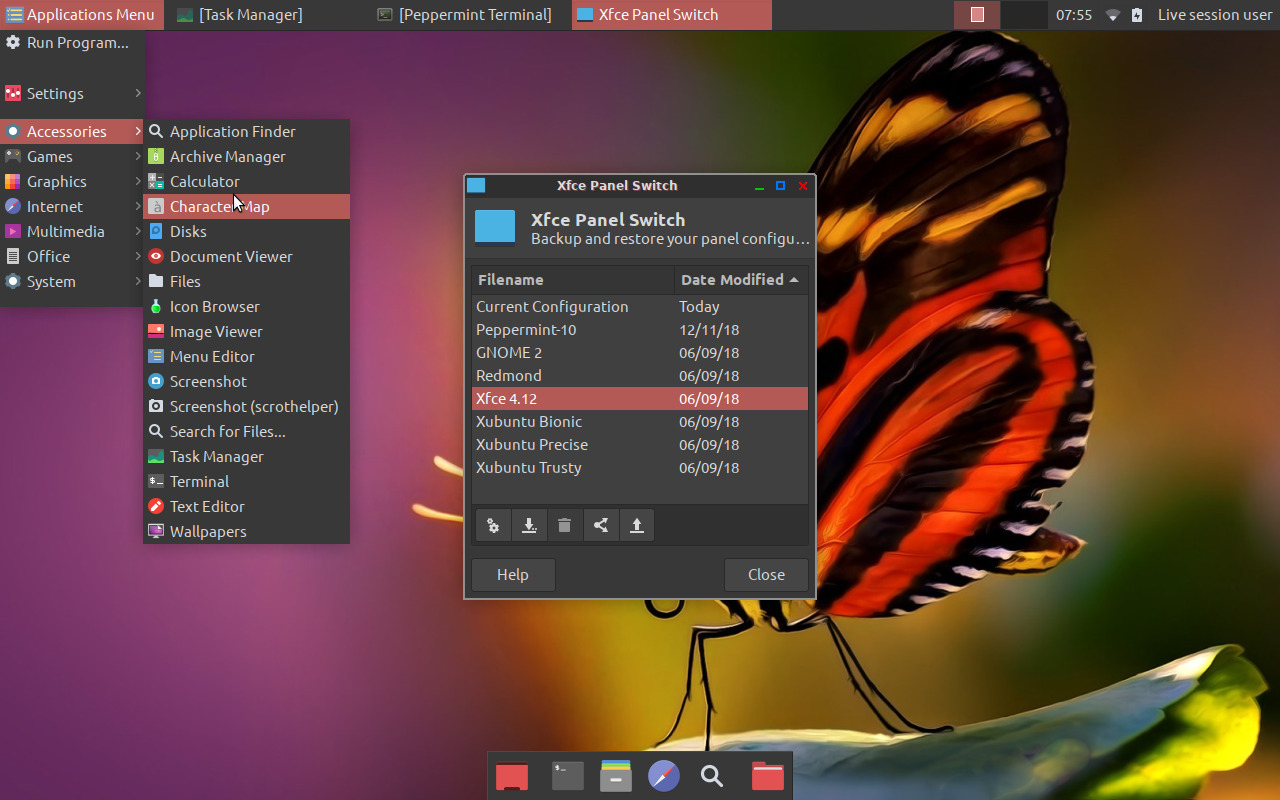 Applications Menu
[Task Manager]
[Peppermint Terminal]
Xfce Panel Switch
07:55
Live session user
Run Program...
Settings
Accessories
Games
Graphics
Internet
Multimedia
Office
System
Application Finder
Archive Manager
Calculator
Character Map
Disks
Document Viewer
Files
Icon Browser
Image Viewer
Menu Editor
Screenshot
Screenshot (scrothelper)
Search for Files...
Task Manager
Terminal
Text Editor
Wallpapers
Xfce Panel Switch
Xfce Panel Switch
Backup and restore your panel configu...
Filename Date Modified
Current Configuration Today
Peppermint-10 12/11/18
GNOME 2 06/09/18
Redmond 06/09/18
Xfce 4.12 06/09/18
Xubuntu Bionic 06/09/18
Xubuntu Precise 06/09/18
Xubuntu Trusty 06/09/18
Help
Close